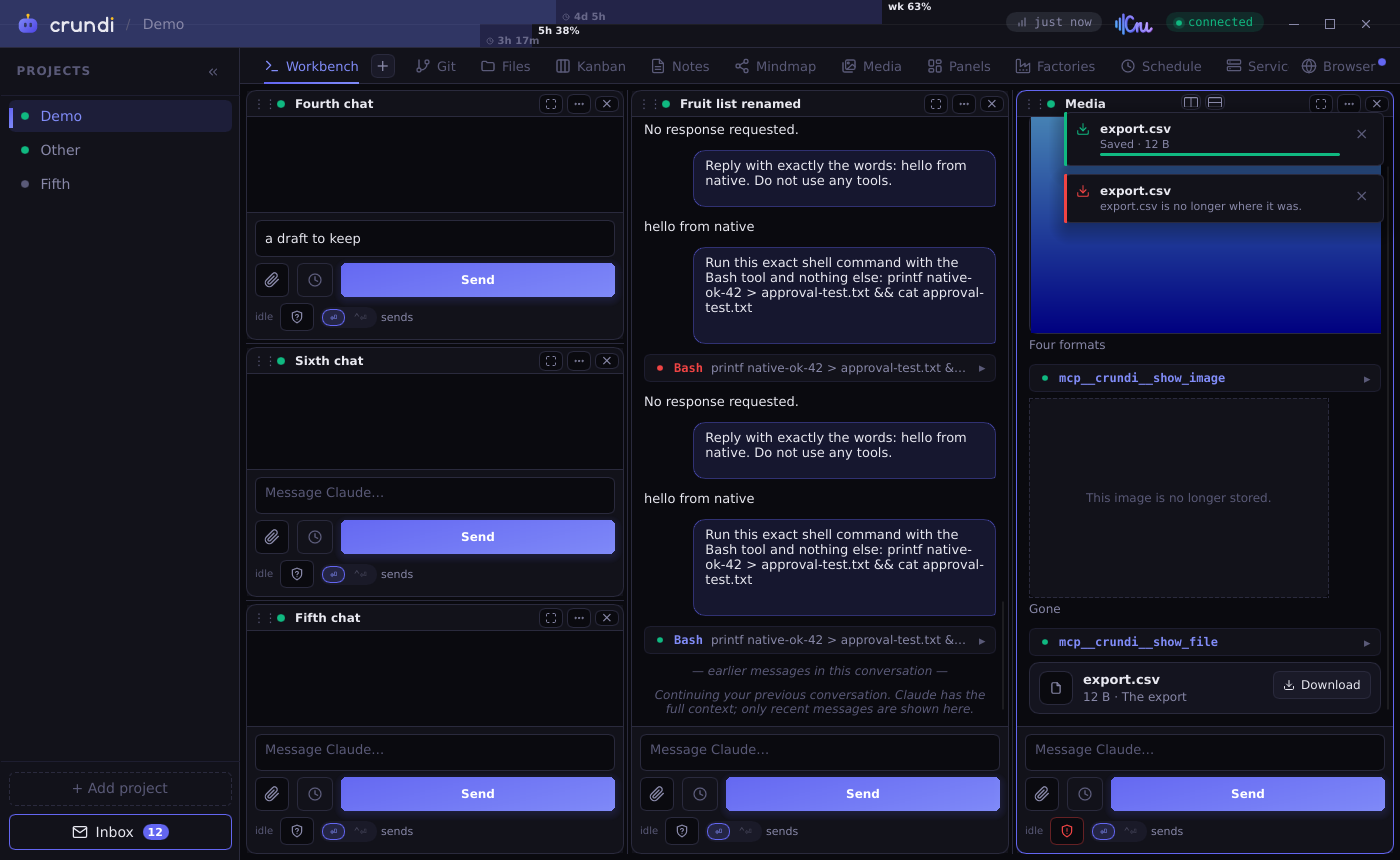 crundi / Demo
4d 5h
wk 63%
5h 38%
3h 17m
just now
Cru
connected
PROJECTS
«
Workbench
+
Git
Files
Kanban
Notes
Mindmap
Media
Panels
Factories
Schedule
Servic
Browser
Demo
Other
Fifth
+ Add project
Inbox 12
Fourth chat
a draft to keep
Send
idle
sends
Sixth chat
Message Claude...
Send
idle
sends
Fifth chat
Message Claude...
Send
idle
sends
Fruit list renamed
No response requested.
Reply with exactly the words: hello from
native. Do not use any tools.
hello from native
Run this exact shell command with the
Bash tool and nothing else: printf native-
ok-42 > approval-test.txt && cat approval-
test.txt
Bash printf native-ok-42 > approval-test.txt &...
No response requested.
Reply with exactly the words: hello from
native. Do not use any tools.
hello from native
Run this exact shell command with the
Bash tool and nothing else: printf native-
ok-42 > approval-test.txt && cat approval-
test.txt
Bash printf native-ok-42 > approval-test.txt &...
— earlier messages in this conversation —
Continuing your previous conversation. Claude has the
full context; only recent messages are shown here.
Message Claude...
Send
idle
sends
Media
export.csv
Saved · 12 B
export.csv
export.csv is no longer where it was.
Four formats
mcp__crundi__show_image
This image is no longer stored.
Gone
mcp__crundi__show_file
export.csv
12 B · The export
Download
Message Claude...
Send
idle
sends